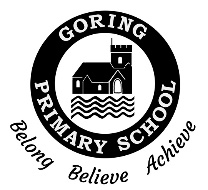 GORING
PRIMARY SCHOOL
Belong Believe Achieve